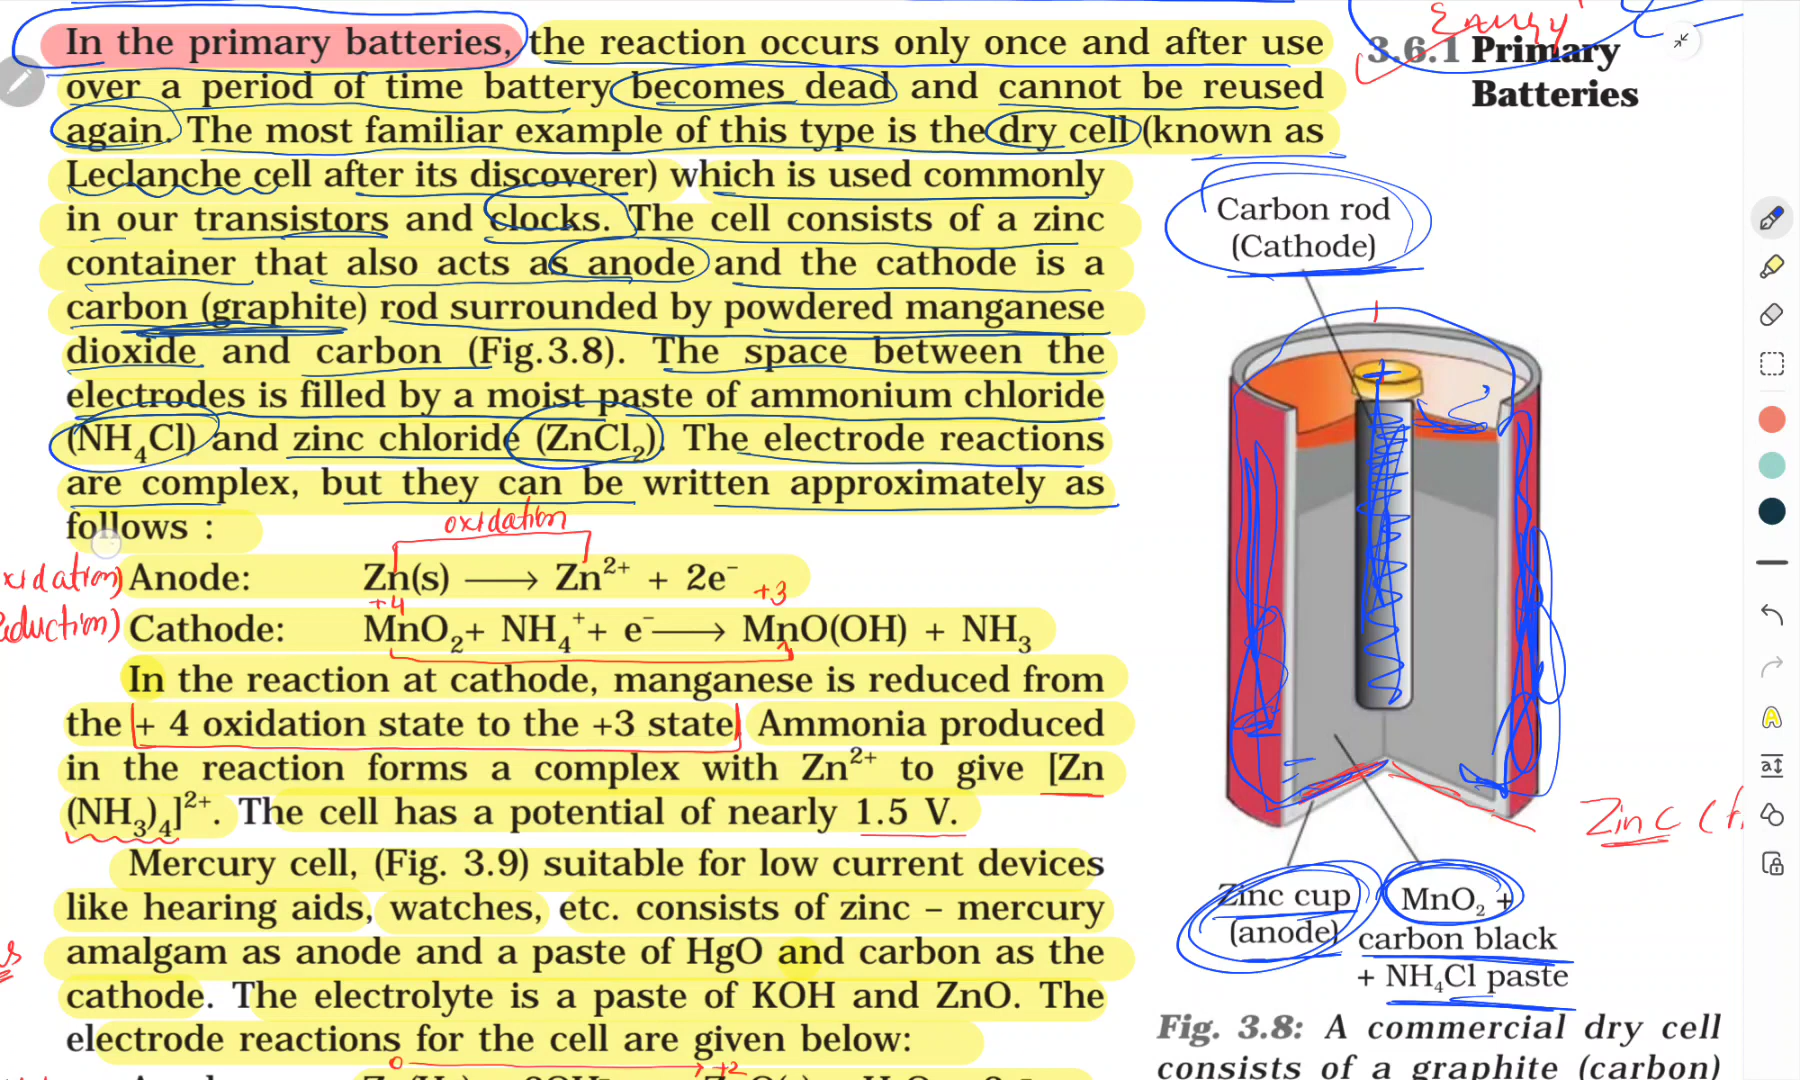 In the primary batteries, the reaction occurs only once and after use
over a period of time battery becomes dead and cannot be reused
again. The most familiar example of this type is the dry cell (known as
Leclanche cell after its discoverer) which is used commonly
in our transistors and clocks. The cell consists of a zinc
container that also acts as anode and the cathode is a
carbon (graphite) rod surrounded by powdered manganese
dioxide and carbon (Fig.3.8). The space between the
electrodes is filled by a moist paste of ammonium chloride
(NH₄Cl) and zinc chloride (ZnCl₂). The electrode reactions
are complex, but they can be written approximately as
follows :
oxidation
Anode: Zn(s) ⟶ Zn²⁺ + 2e⁻
+4 +3
Cathode: MnO₂+ NH₄⁺+ e⁻⟶ MnO(OH) + NH₃
In the reaction at cathode, manganese is reduced from
the + 4 oxidation state to the +3 state. Ammonia produced
in the reaction forms a complex with Zn²⁺ to give [Zn
(NH₃)₄]²⁺. The cell has a potential of nearly 1.5 V.
Mercury cell, (Fig. 3.9) suitable for low current devices
like hearing aids, watches, etc. consists of zinc – mercury
amalgam as anode and a paste of HgO and carbon as the
cathode. The electrolyte is a paste of KOH and ZnO. The
electrode reactions for the cell are given below:
0 +2
3.6.1 Primary
Batteries
Carbon rod
(Cathode)
Zinc
Zinc cup
(anode)
MnO₂ +
carbon black
+ NH₄Cl paste
Fig. 3.8: A commercial dry cell
consists of a graphite (carbon)